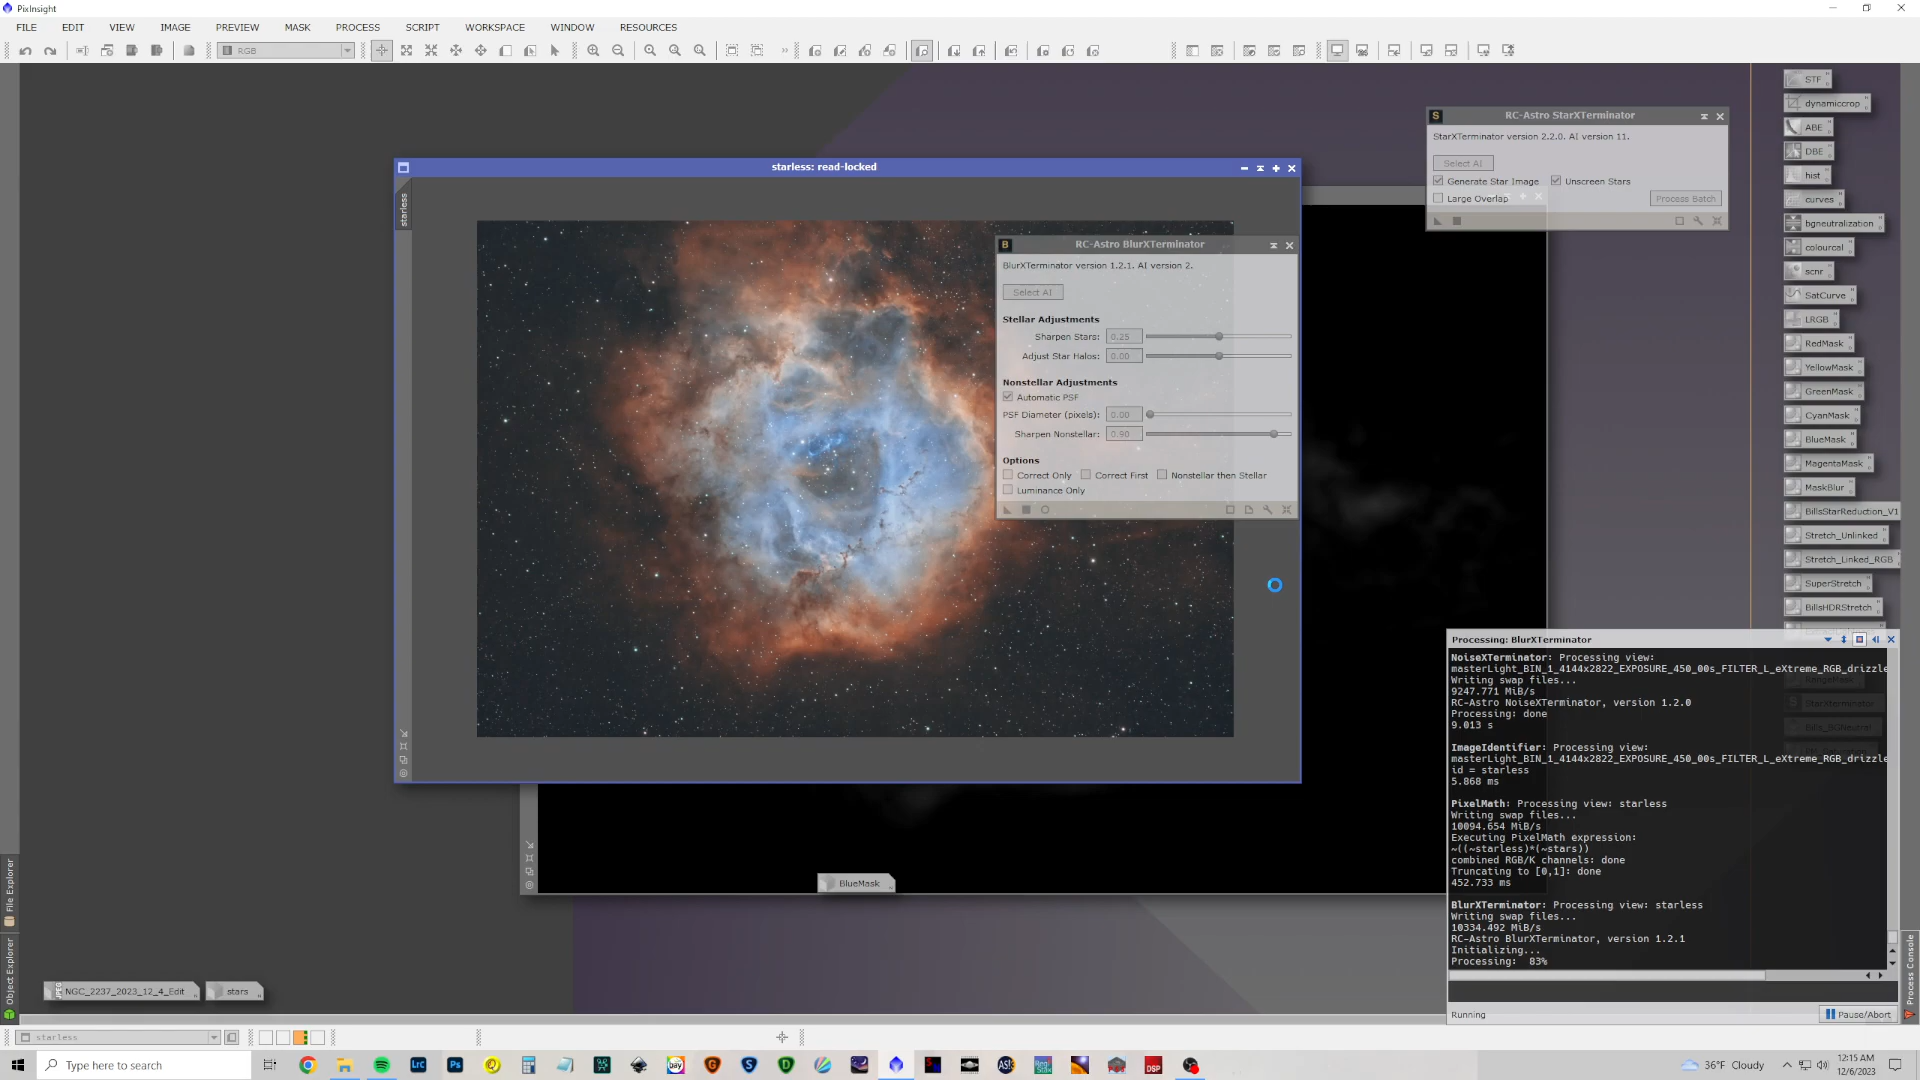 PixInsight
FILE EDIT VIEW IMAGE PREVIEW MASK PROCESS SCRIPT WORKSPACE WINDOW RESOURCES
RGB
starless: read-locked
starless
RC-Astro StarXTerminator
StarXTerminator version 2.2.0. AI version 11.
Select AI
Generate Star Image Unscreen Stars
Large Overlap Process Batch
RC-Astro BlurXTerminator
BlurXTerminator version 1.2.1. AI version 2.
Select AI
Stellar Adjustments
Sharpen Stars: 0.25
Adjust Star Halos: 0.00
Nonstellar Adjustments
Automatic PSF
PSF Diameter (pixels): 0.00
Sharpen Nonstellar: 0.90
Options
Correct Only Correct First Nonstellar then Stellar
Luminance Only
STF
dynamiccrop
ABE
DBE
hist
curves
bgneutralization
colourcal
scnr
SatCurve
LRGB
RedMask
YellowMask
GreenMask
CyanMask
BlueMask
MagentaMask
MaskBlur
BillsStarReduction_V1
Stretch_Unlinked
Stretch_Linked_RGB
SuperStretch
BillsHDRStretch
Processing: BlurXTerminator
NoiseXTerminator: Processing view:
masterLight_BIN_1_4144x2822_EXPOSURE_450_00s_FILTER_L_eXtreme_RGB_drizzle
Writing swap files...
9247.771 MiB/s
RC-Astro NoiseXTerminator, version 1.2.0
Processing: done
9.013 s
ImageIdentifier: Processing view:
masterLight_BIN_1_4144x2822_EXPOSURE_450_00s_FILTER_L_eXtreme_RGB_drizzle
id = starless
5.868 ms
PixelMath: Processing view: starless
Writing swap files...
10094.654 MiB/s
Executing PixelMath expression:
~((~starless)*(~stars))
combined RGB/K channels: done
Truncating to [0,1]: done
452.733 ms
BlurXTerminator: Processing view: starless
Writing swap files...
10334.492 MiB/s
RC-Astro BlurXTerminator, version 1.2.1
Initializing...
Processing: 83%
Running Pause/Abort
Process Console
File Explorer
Object Explorer
BlueMask
NGC_2237_2023_12_4_Edit stars
starless
Type here to search
36°F Cloudy
12:15 AM
12/6/2023